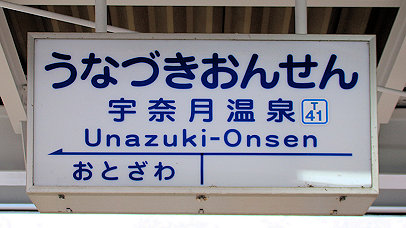 うなづきおんせん
宇奈月温泉 T41
Unazuki-Onsen
おとざわ